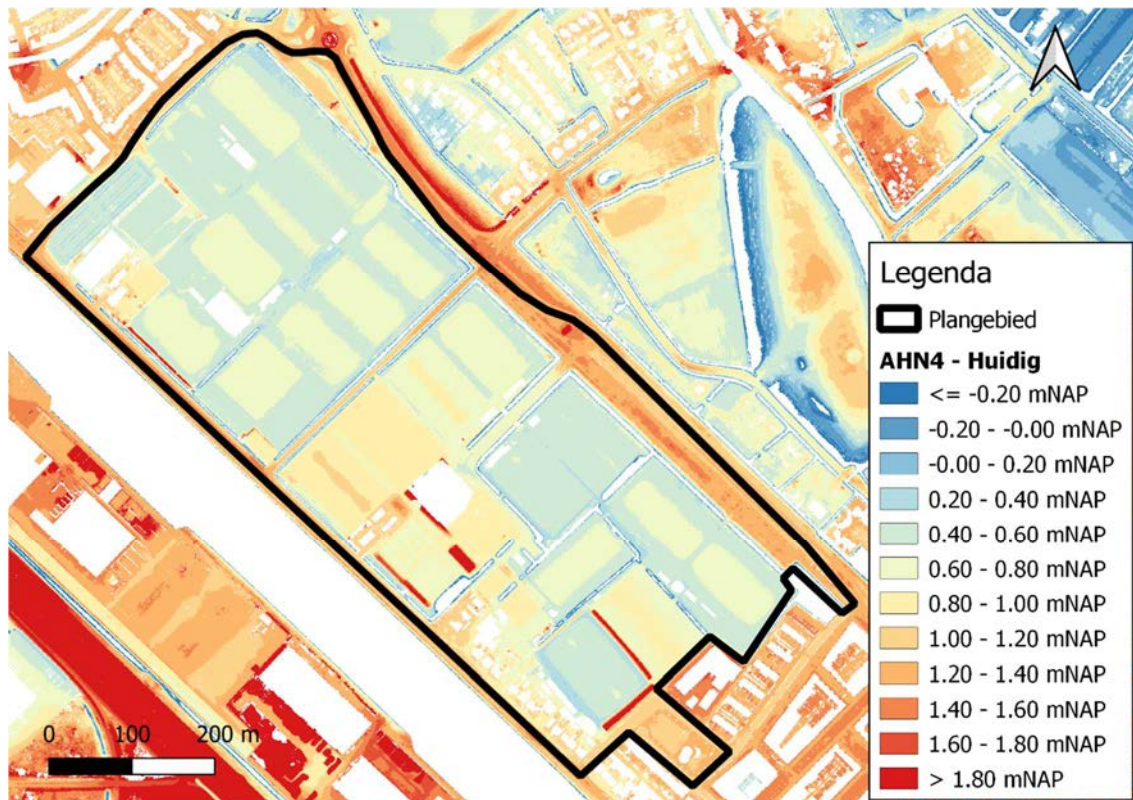 Legenda
Plangebied
AHN4 - Huidig
<= -0.20 mNAP
-0.20 - -0.00 mNAP
-0.00 - 0.20 mNAP
0.20 - 0.40 mNAP
0.40 - 0.60 mNAP
0.60 - 0.80 mNAP
0.80 - 1.00 mNAP
1.00 - 1.20 mNAP
1.20 - 1.40 mNAP
1.40 - 1.60 mNAP
1.60 - 1.80 mNAP
> 1.80 mNAP
0 100 200 m